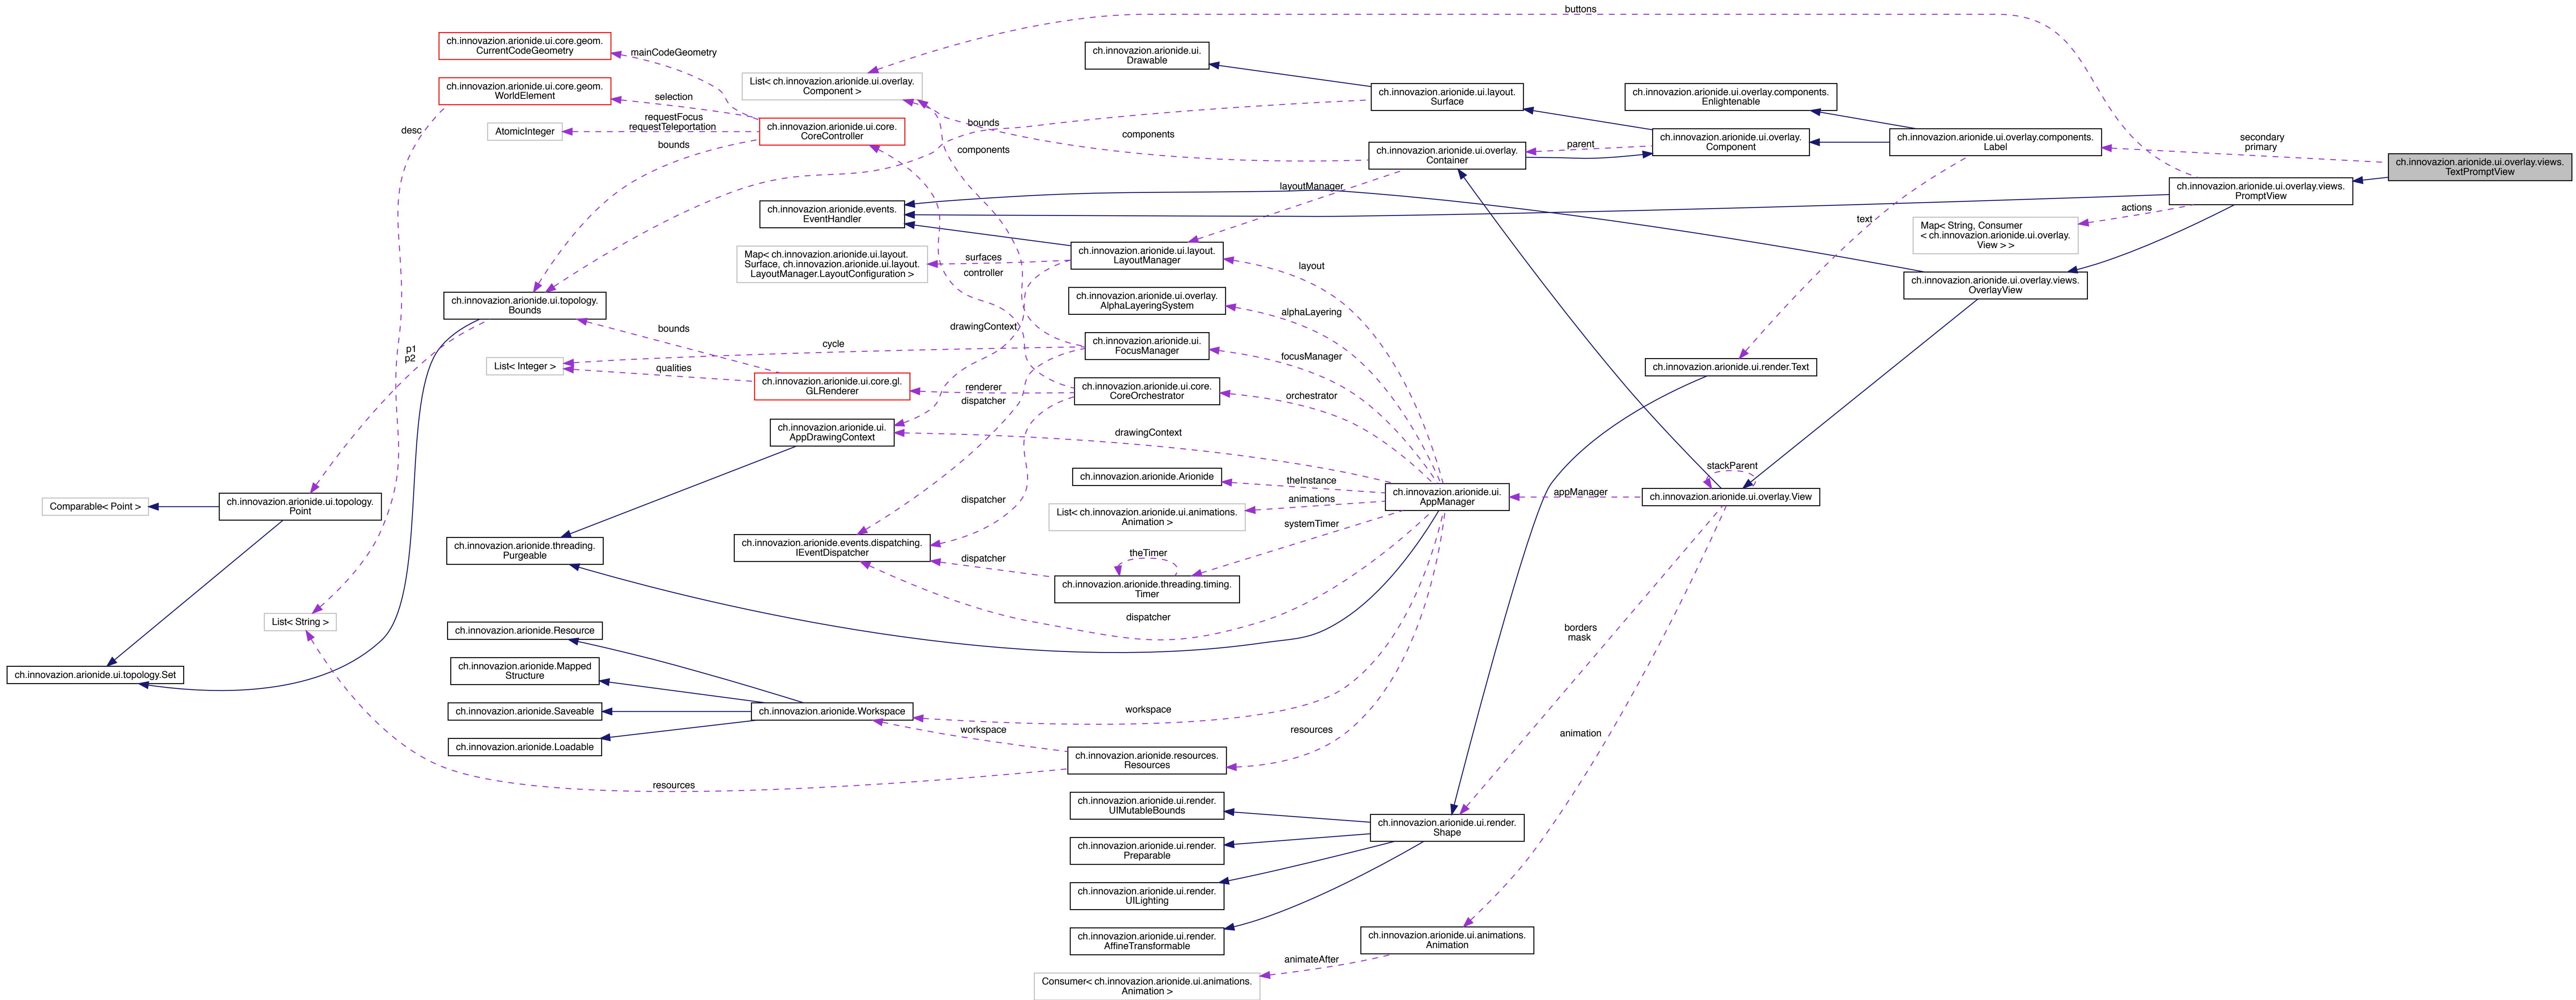 buttons
ch.innovazion.arionide.ui.core.geom.
CurrentCodeGeometry
mainCodeGeometry
ch.innovazion.arionide.ui.
Drawable
List< ch.innovazion.arionide.ui.overlay.
Component >
ch.innovazion.arionide.ui.core.geom.
WorldElement
selection
ch.innovazion.arionide.ui.layout.
Surface
ch.innovazion.arionide.ui.overlay.components.
Enlightenable
desc
AtomicInteger
requestFocus
requestTeleportation
ch.innovazion.arionide.ui.core.
CoreController
bounds
components
ch.innovazion.arionide.ui.overlay.
Component
ch.innovazion.arionide.ui.overlay.components.
Label
secondary
primary
bounds
components
ch.innovazion.arionide.ui.overlay.
Container
parent
ch.innovazion.arionide.ui.overlay.views.
TextPromptView
layoutManager
ch.innovazion.arionide.ui.overlay.views.
PromptView
ch.innovazion.arionide.events.
EventHandler
text
actions
Map< String, Consumer
< ch.innovazion.arionide.ui.overlay.
View > >
Map< ch.innovazion.arionide.ui.layout.
Surface, ch.innovazion.arionide.ui.layout.
LayoutManager.LayoutConfiguration >
surfaces
controller
ch.innovazion.arionide.ui.layout.
LayoutManager
layout
ch.innovazion.arionide.ui.overlay.views.
OverlayView
ch.innovazion.arionide.ui.topology.
Bounds
ch.innovazion.arionide.ui.overlay.
AlphaLayeringSystem
alphaLayering
bounds
drawingContext
p1
p2
cycle
ch.innovazion.arionide.ui.
FocusManager
focusManager
List< Integer >
qualities
ch.innovazion.arionide.ui.render.Text
ch.innovazion.arionide.ui.core.gl.
GLRenderer
renderer
dispatcher
ch.innovazion.arionide.ui.core.
CoreOrchestrator
orchestrator
ch.innovazion.arionide.ui.
AppDrawingContext
drawingContext
ch.innovazion.arionide.Arionide
theInstance
stackParent
Comparable< Point >
ch.innovazion.arionide.ui.topology.
Point
dispatcher
List< ch.innovazion.arionide.ui.animations.
Animation >
animations
ch.innovazion.arionide.ui.
AppManager
appManager
ch.innovazion.arionide.ui.overlay.View
systemTimer
ch.innovazion.arionide.threading.
Purgeable
ch.innovazion.arionide.events.dispatching.
IEventDispatcher
dispatcher
theTimer
ch.innovazion.arionide.threading.timing.
Timer
List< String >
dispatcher
borders
mask
ch.innovazion.arionide.Resource
ch.innovazion.arionide.ui.topology.Set
ch.innovazion.arionide.Mapped
Structure
ch.innovazion.arionide.Saveable
ch.innovazion.arionide.Workspace
workspace
ch.innovazion.arionide.Loadable
workspace
resources
animation
ch.innovazion.arionide.resources.
Resources
resources
ch.innovazion.arionide.ui.render.
UIMutableBounds
ch.innovazion.arionide.ui.render.
Shape
ch.innovazion.arionide.ui.render.
Preparable
ch.innovazion.arionide.ui.render.
UILighting
ch.innovazion.arionide.ui.render.
AffineTransformable
ch.innovazion.arionide.ui.animations.
Animation
animateAfter
Consumer< ch.innovazion.arionide.ui.animations.
Animation >